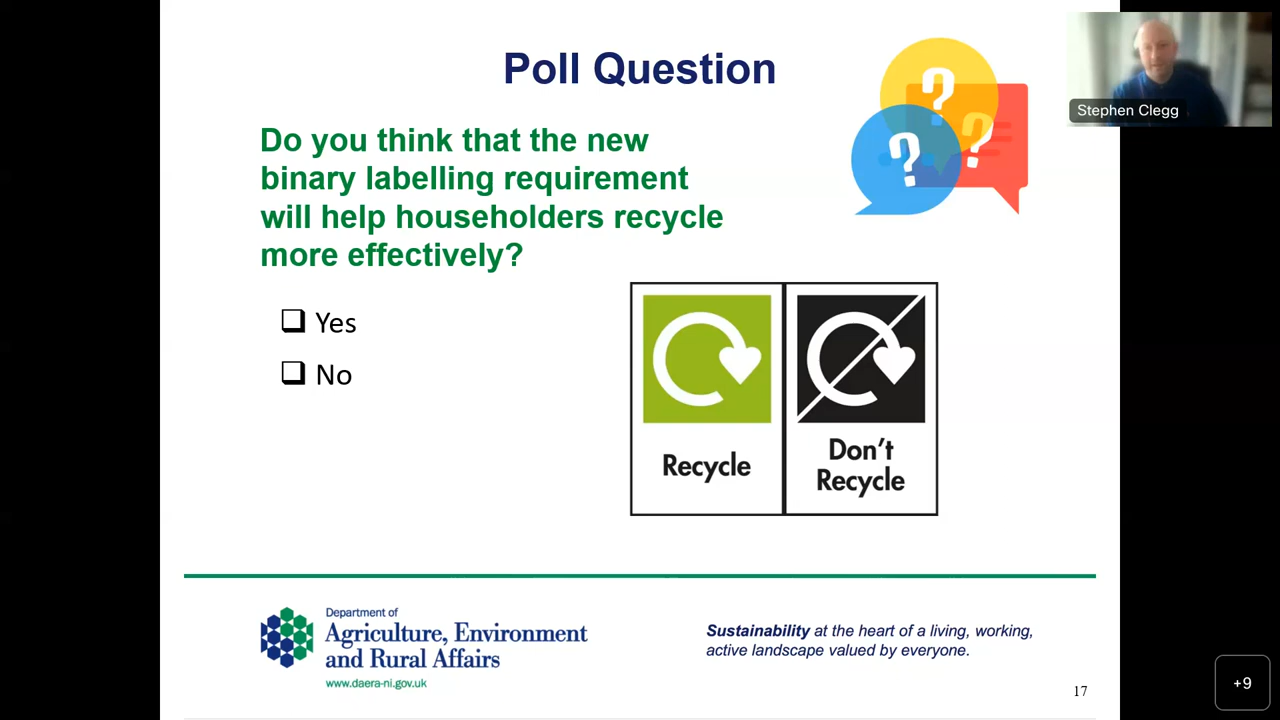 Poll Question
Stephen Clegg
Do you think that the new
binary labelling requirement
will help householders recycle
more effectively?
Yes
No
? ? ?
Recycle
Don't
Recycle
Department of
Agriculture, Environment
and Rural Affairs
www.daera-ni.gov.uk
Sustainability at the heart of a living, working,
active landscape valued by everyone.
17
+9